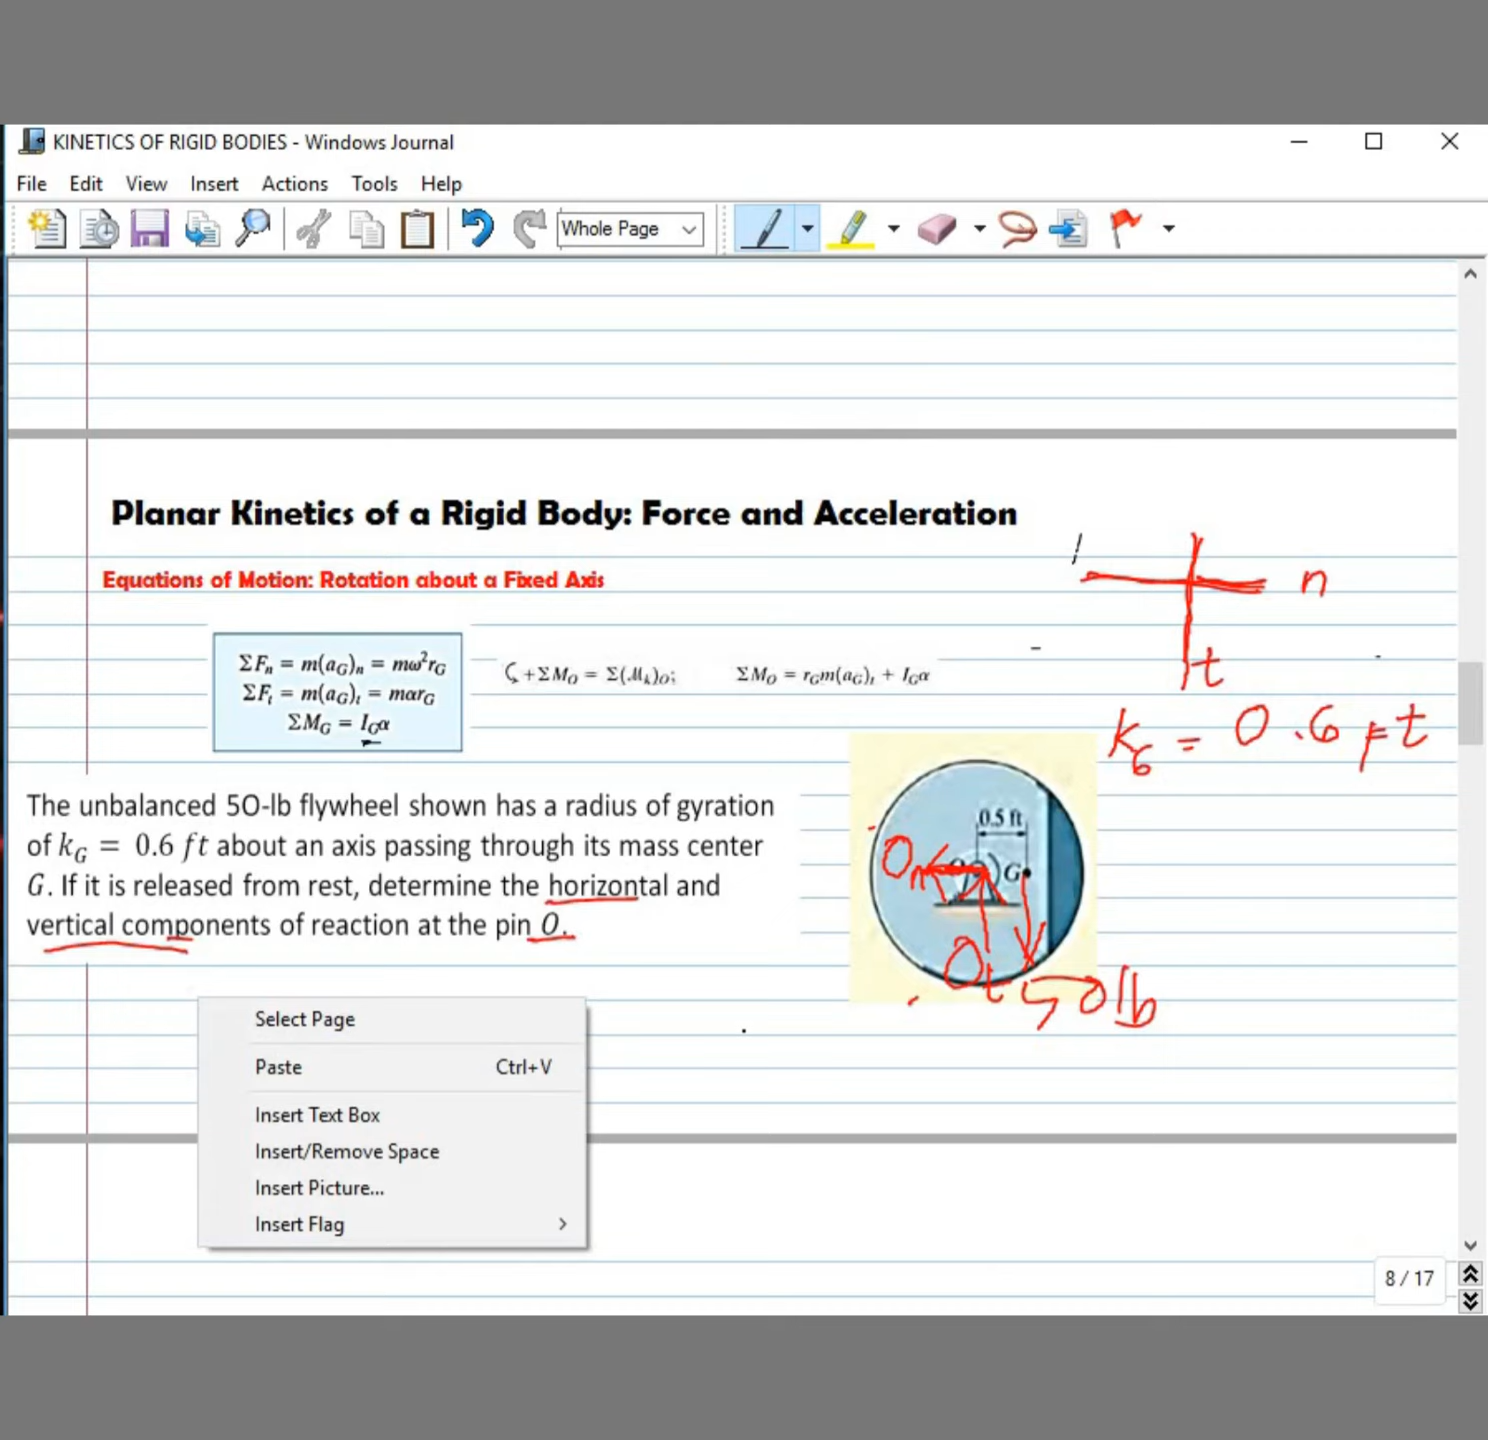 KINETICS OF RIGID BODIES - Windows Journal
File Edit View Insert Actions Tools Help
Whole Page
Planar Kinetics of a Rigid Body: Force and Acceleration
Equations of Motion: Rotation about a Fixed Axis
n
t
ΣFn = m(aG)n = mω²rG
ΣFt = m(aG)t = mαrG
ΣMG = IGα
↶+ΣMO = Σ(ℳk)O; ΣMO = rGm(aG)t + IGα
kG = 0.6 ft
The unbalanced 50-lb flywheel shown has a radius of gyration
of kG = 0.6 ft about an axis passing through its mass center
G. If it is released from rest, determine the horizontal and
vertical components of reaction at the pin O.
0.5 ft
On
G
Ot
50lb
Select Page
Paste Ctrl+V
Insert Text Box
Insert/Remove Space
Insert Picture...
Insert Flag
8 / 17